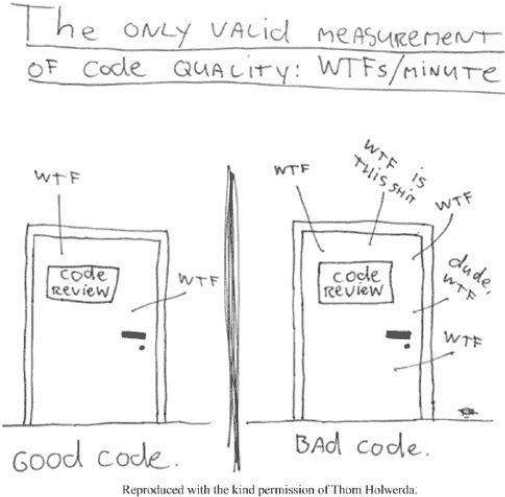 The ONLY VALID MEASUREMENT
OF Code QUALITY: WTFs/MINUTE
WTF
code
REVIEW
WTF
GOOD code.
WTF
WTF is
THIS SHIT
WTF
code
REVIEW
dude,
WTF
WTF
BAD code.
Reproduced with the kind permission of Thom Holwerda.